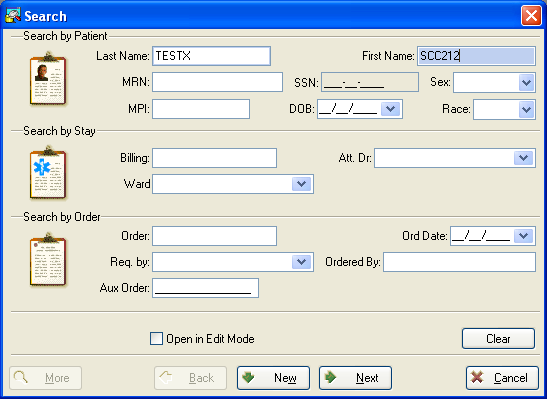 Search
Search by Patient
Last Name: TESTX First Name: SCC212
MRN: SSN: ___-__-____ Sex:
MPI: DOB: __/__/____ Race:
Search by Stay
Billing: Att. Dr:
Ward
Search by Order
Order: Ord Date: __/__/____
Req. by: Ordered By:
Aux Order: ____________________
Open in Edit Mode Clear
More Back New Next Cancel